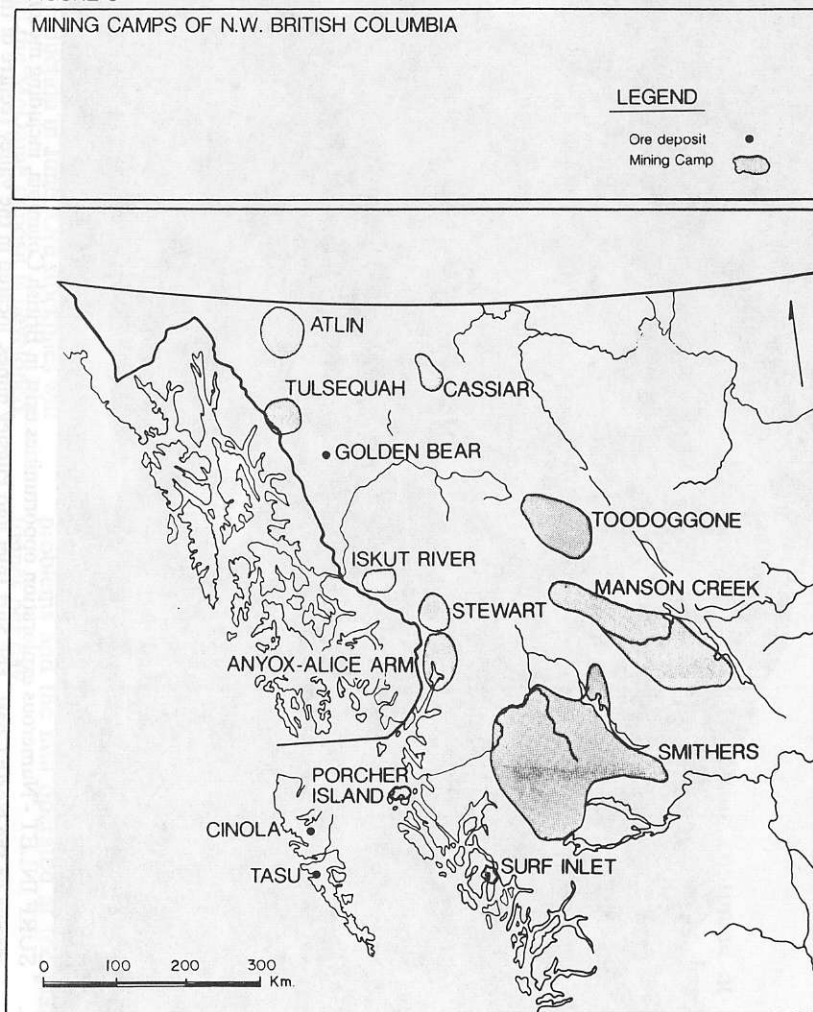 MINING CAMPS OF N.W. BRITISH COLUMBIA
LEGEND
Ore deposit
Mining Camp
ATLIN
TULSEQUAH
CASSIAR
GOLDEN BEAR
TOODOGGONE
ISKUT RIVER
MANSON CREEK
STEWART
ANYOX-ALICE ARM
SMITHERS
PORCHER
ISLAND
CINOLA
SURF INLET
TASU
0 100 200 300
Km.